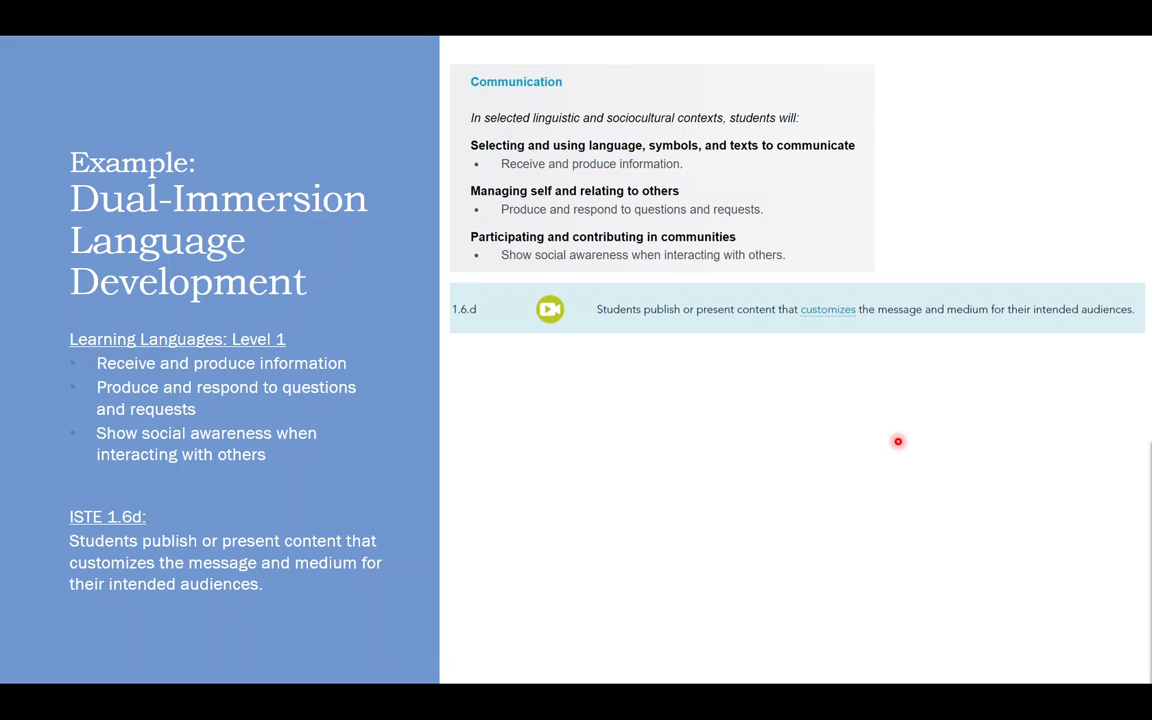 Example:
Dual-Immersion
Language
Development
Learning Languages: Level 1
• Receive and produce information
• Produce and respond to questions
and requests
• Show social awareness when
interacting with others
ISTE 1.6d:
Students publish or present content that
customizes the message and medium for
their intended audiences.
Communication
In selected linguistic and sociocultural contexts, students will:
Selecting and using language, symbols, and texts to communicate
• Receive and produce information.
Managing self and relating to others
• Produce and respond to questions and requests.
Participating and contributing in communities
• Show social awareness when interacting with others.
1.6.d Students publish or present content that customizes the message and medium for their intended audiences.